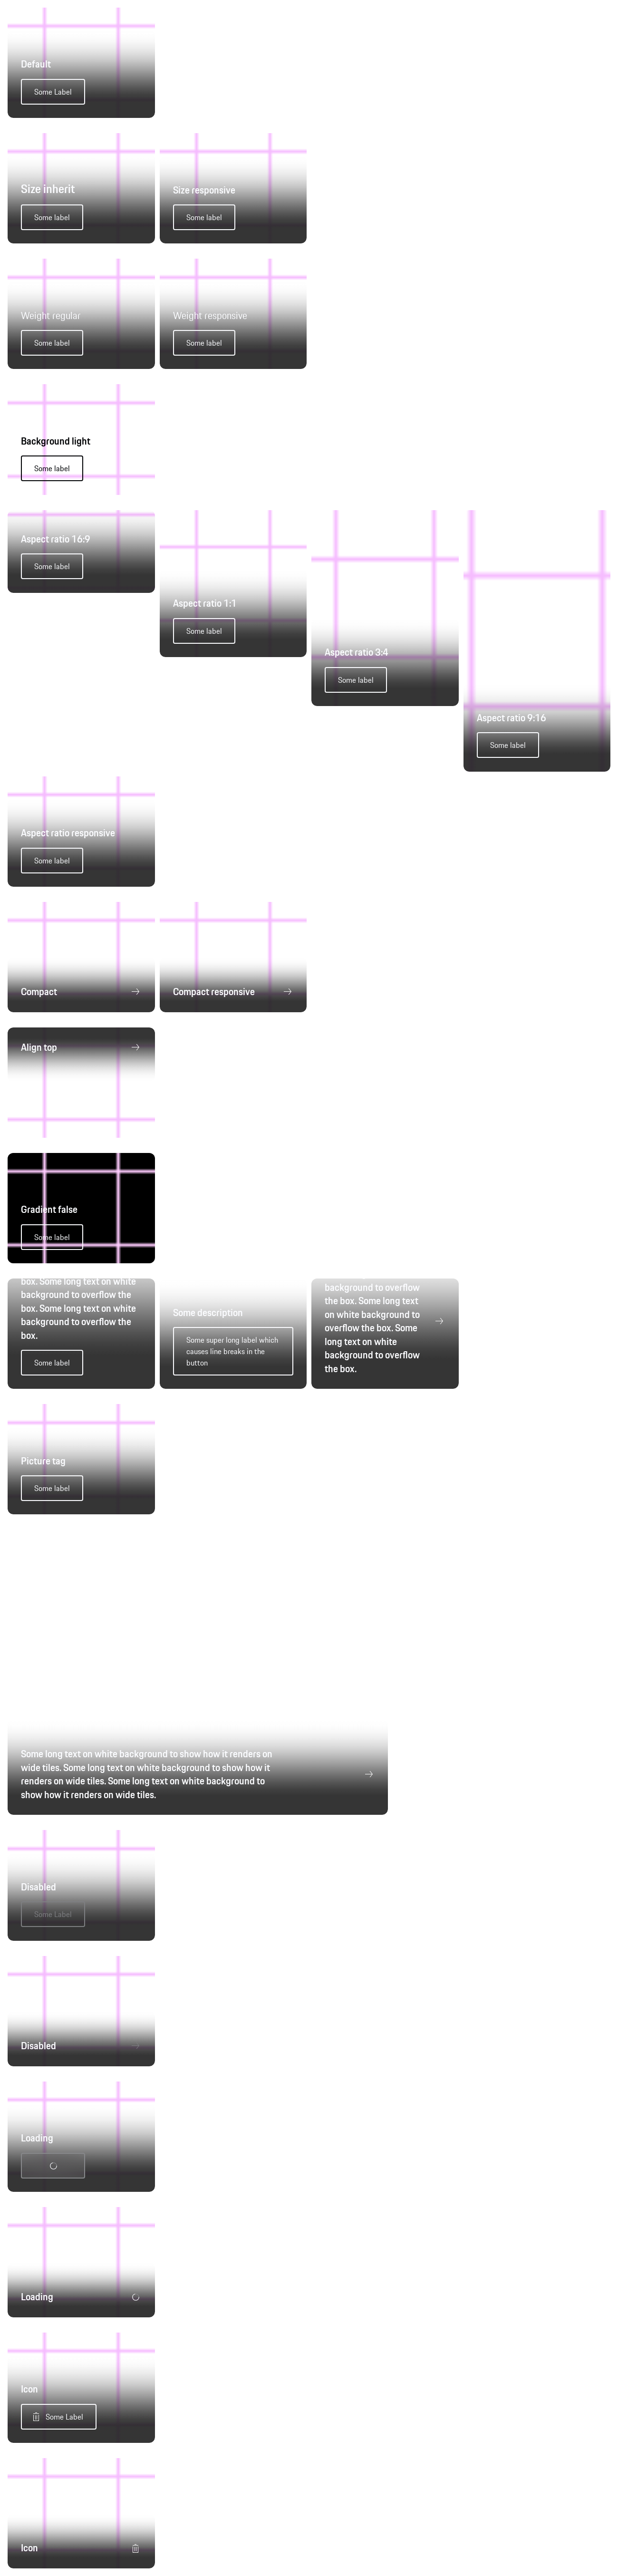 Default
Some Label
Size inherit
Some label
Size responsive
Some label
Weight regular
Some label
Weight responsive
Some label
Background light
Some label
Aspect ratio 16:9
Some label
Aspect ratio 1:1
Some label
Aspect ratio 3:4
Some label
Aspect ratio 9:16
Some label
Aspect ratio responsive
Some label
Compact
Compact responsive
Align top
Gradient false
Some label
box. Some long text on white
background to overflow the
box. Some long text on white
background to overflow the
box.
Some label
Some description
Some super long label which
causes line breaks in the
button
background to overflow
the box. Some long text
on white background to
overflow the box. Some
long text on white
background to overflow
the box.
Picture tag
Some label
Some long text on white background to show how it renders on
wide tiles. Some long text on white background to show how it
renders on wide tiles. Some long text on white background to
show how it renders on wide tiles.
Disabled
Some Label
Disabled
Loading
Loading
Icon
Some Label
Icon